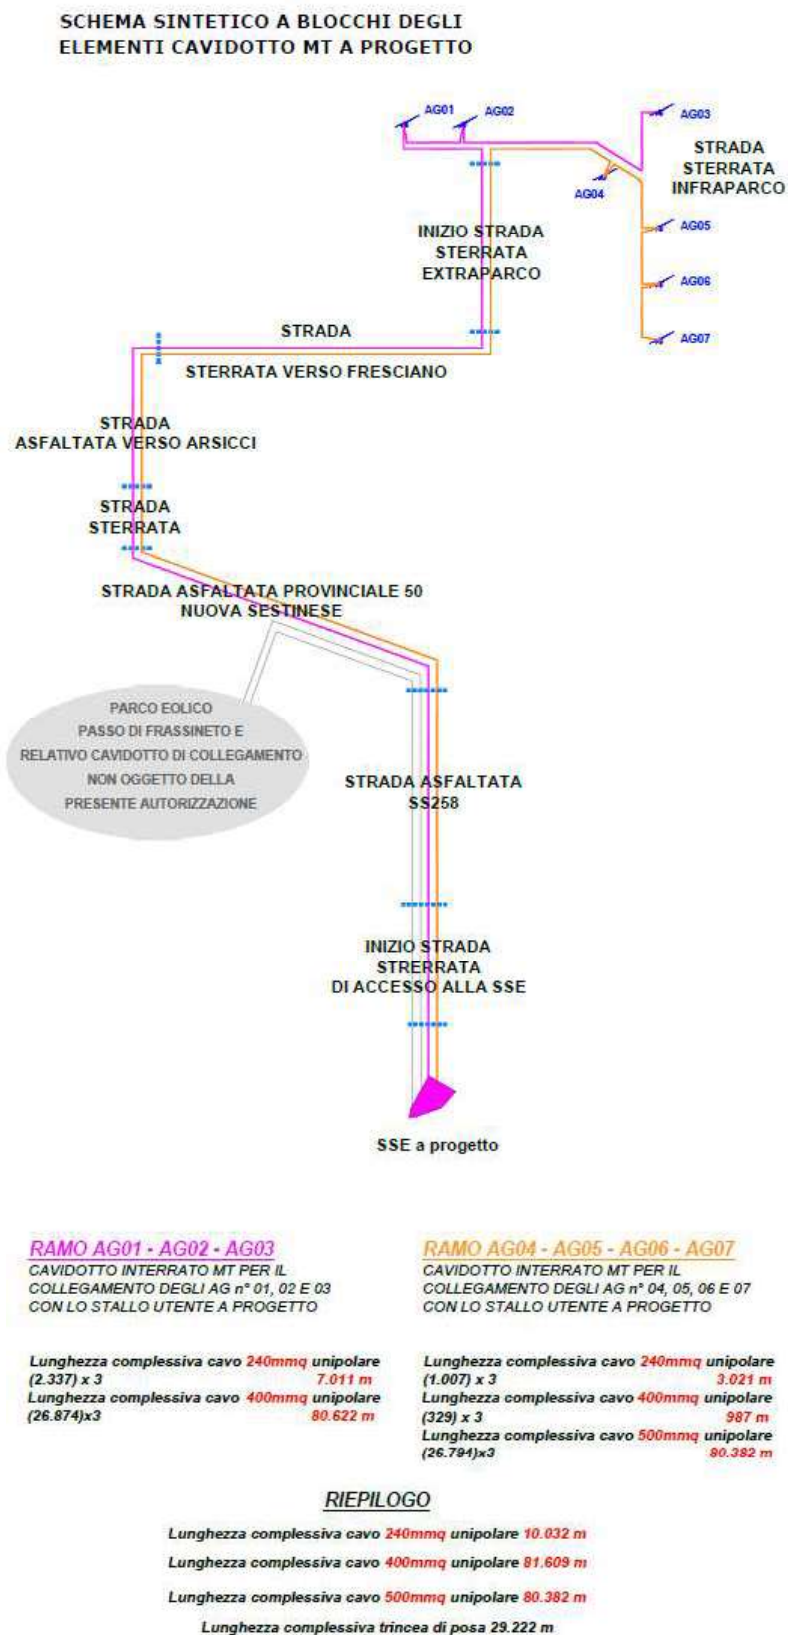 SCHEMA SINTETICO A BLOCCHI DEGLI
ELEMENTI CAVIDOTTO MT A PROGETTO
AG01
AG02
AG03
STRADA
STERRATA
INFRAPARCO
AG04
AG05
INIZIO STRADA
STERRATA
EXTRAPARCO
AG06
STRADA
AG07
STERRATA VERSO FRESCIANO
STRADA
ASFALTATA VERSO ARSICCI
STRADA
STERRATA
STRADA ASFALTATA PROVINCIALE 50
NUOVA SESTINESE
PARCO EOLICO
PASSO DI FRASSINETO E
RELATIVO CAVIDOTTO DI COLLEGAMENTO
NON OGGETTO DELLA
PRESENTE AUTORIZZAZIONE
STRADA ASFALTATA
SS258
INIZIO STRADA
STRERRATA
DI ACCESSO ALLA SSE
SSE a progetto
RAMO AG01 - AG02 - AG03
CAVIDOTTO INTERRATO MT PER IL
COLLEGAMENTO DEGLI AG n° 01, 02 E 03
CON LO STALLO UTENTE A PROGETTO
Lunghezza complessiva cavo 240mmq unipolare
(2.337) x 3 7.011 m
Lunghezza complessiva cavo 400mmq unipolare
(26.874)x3 80.622 m
RAMO AG04 - AG05 - AG06 - AG07
CAVIDOTTO INTERRATO MT PER IL
COLLEGAMENTO DEGLI AG n° 04, 05, 06 E 07
CON LO STALLO UTENTE A PROGETTO
Lunghezza complessiva cavo 240mmq unipolare
(1.007) x 3 3.021 m
Lunghezza complessiva cavo 400mmq unipolare
(329) x 3 987 m
Lunghezza complessiva cavo 500mmq unipolare
(26.794)x3 80.382 m
RIEPILOGO
Lunghezza complessiva cavo 240mmq unipolare 10.032 m
Lunghezza complessiva cavo 400mmq unipolare 81.609 m
Lunghezza complessiva cavo 500mmq unipolare 80.382 m
Lunghezza complessiva trincea di posa 29.222 m